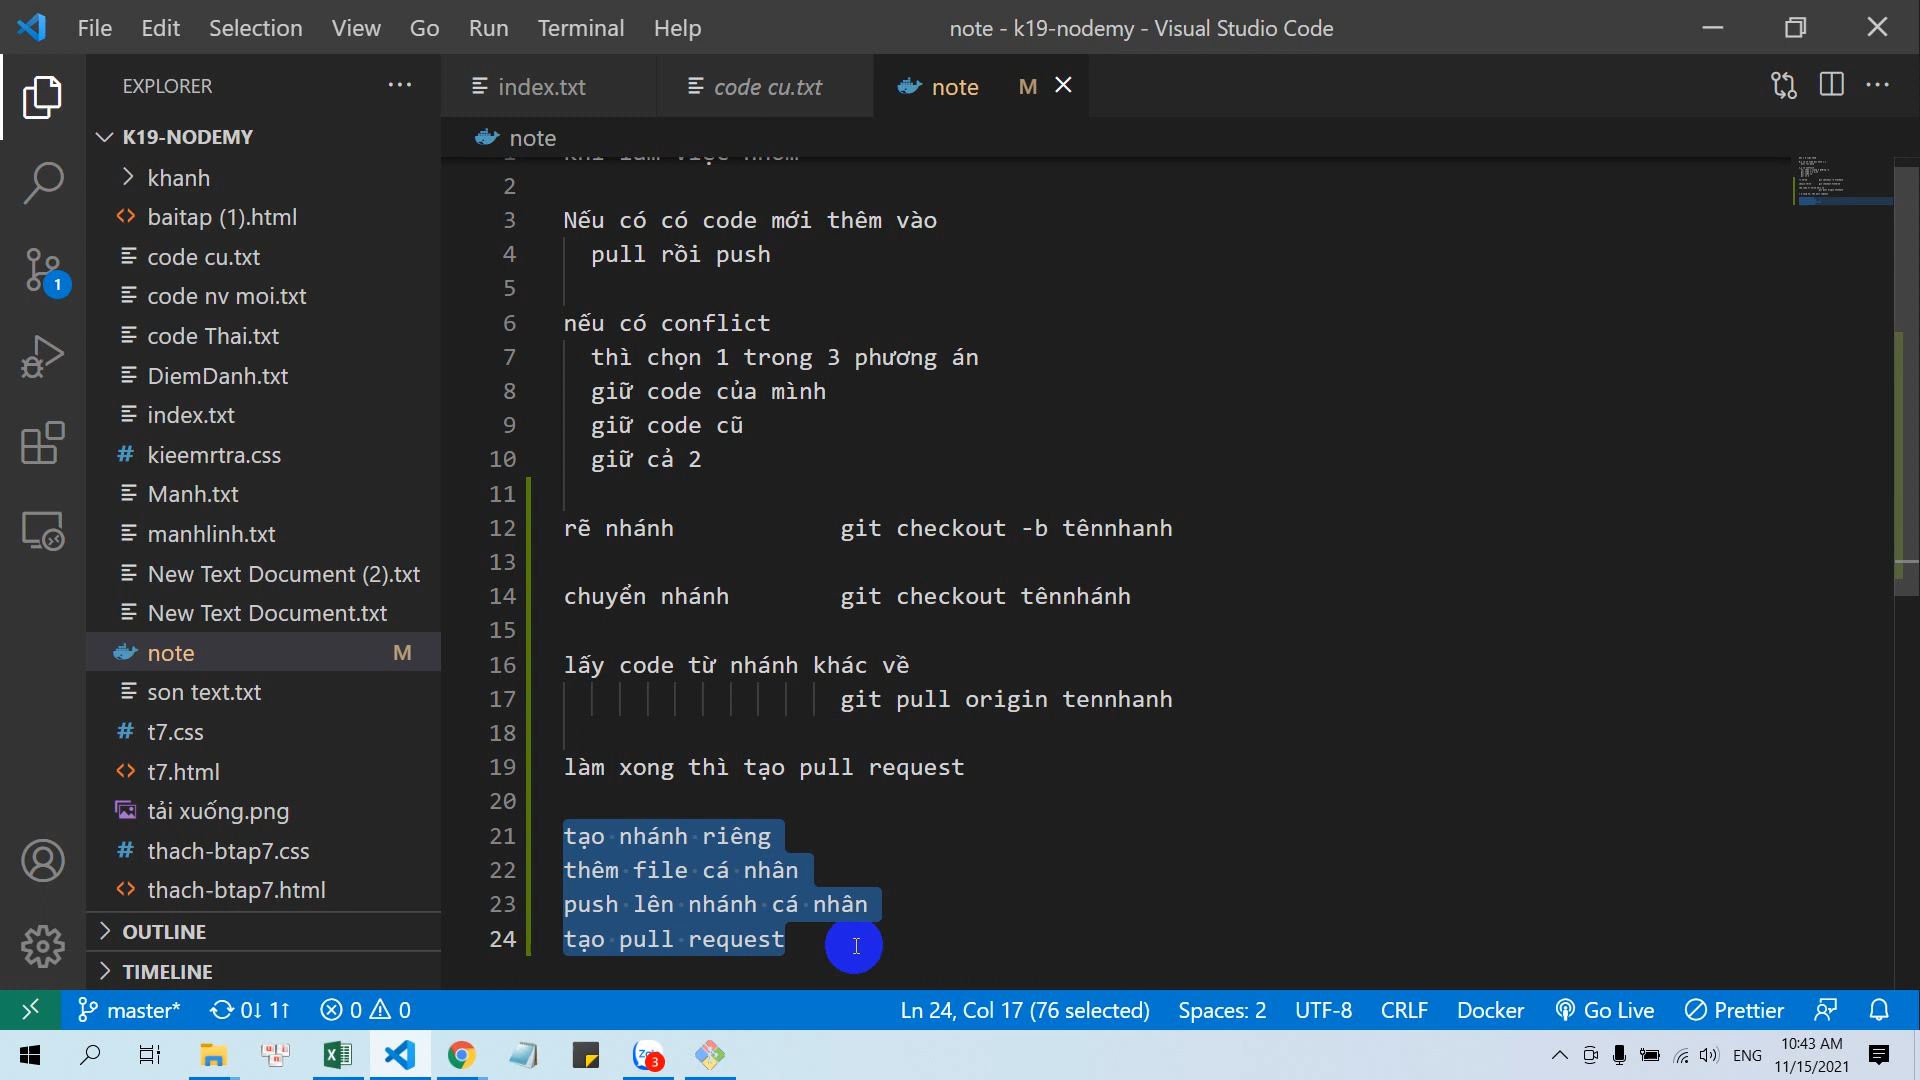 File Edit Selection View Go Run Terminal Help
note - k19-nodemy - Visual Studio Code
EXPLORER
index.txt
code cu.txt
note M
K19-NODEMY
khanh
baitap (1).html
code cu.txt
code nv moi.txt
code Thai.txt
DiemDanh.txt
index.txt
kieemrtra.css
Manh.txt
manhlinh.txt
New Text Document (2).txt
New Text Document.txt
note M
son text.txt
t7.css
t7.html
tải xuống.png
thach-btap7.css
thach-btap7.html
OUTLINE
TIMELINE
1
note
1 khi làm việc nhóm
2
3 Nếu có có code mới thêm vào
4 pull rồi push
5
6 nếu có conflict
7 thì chọn 1 trong 3 phương án
8 giữ code của mình
9 giữ code cũ
10 giữ cả 2
11
12 rẽ nhánh git checkout -b tênnhanh
13
14 chuyển nhánh git checkout tênnhánh
15
16 lấy code từ nhánh khác về
17 git pull origin tennhanh
18
19 làm xong thì tạo pull request
20
21 tạo nhánh riêng
22 thêm file cá nhân
23 push lên nhánh cá nhân
24 tạo pull request
master* 0↓ 1↑ 0 0
Ln 24, Col 17 (76 selected) Spaces: 2 UTF-8 CRLF Docker Go Live Prettier
3
ENG
10:43 AM
11/15/2021